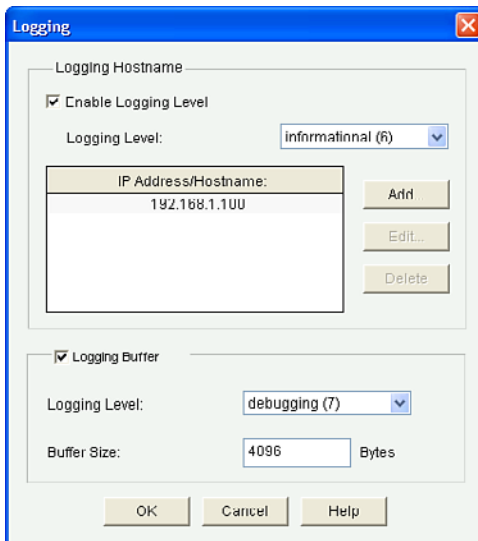 Logging
Logging Hostname
Enable Logging Level
Logging Level: informational (6)
IP Address/Hostname:
192.168.1.100
Add
Edit...
Delete
Logging Buffer
Logging Level: debugging (7)
Buffer Size: 4096 Bytes
OK Cancel Help